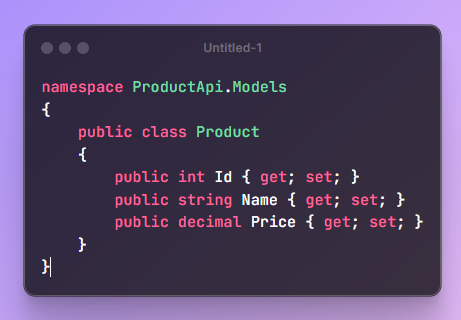 Untitled-1
namespace ProductApi.Models
{
    public class Product
    {
        public int Id { get; set; }
        public string Name { get; set; }
        public decimal Price { get; set; }
    }
}